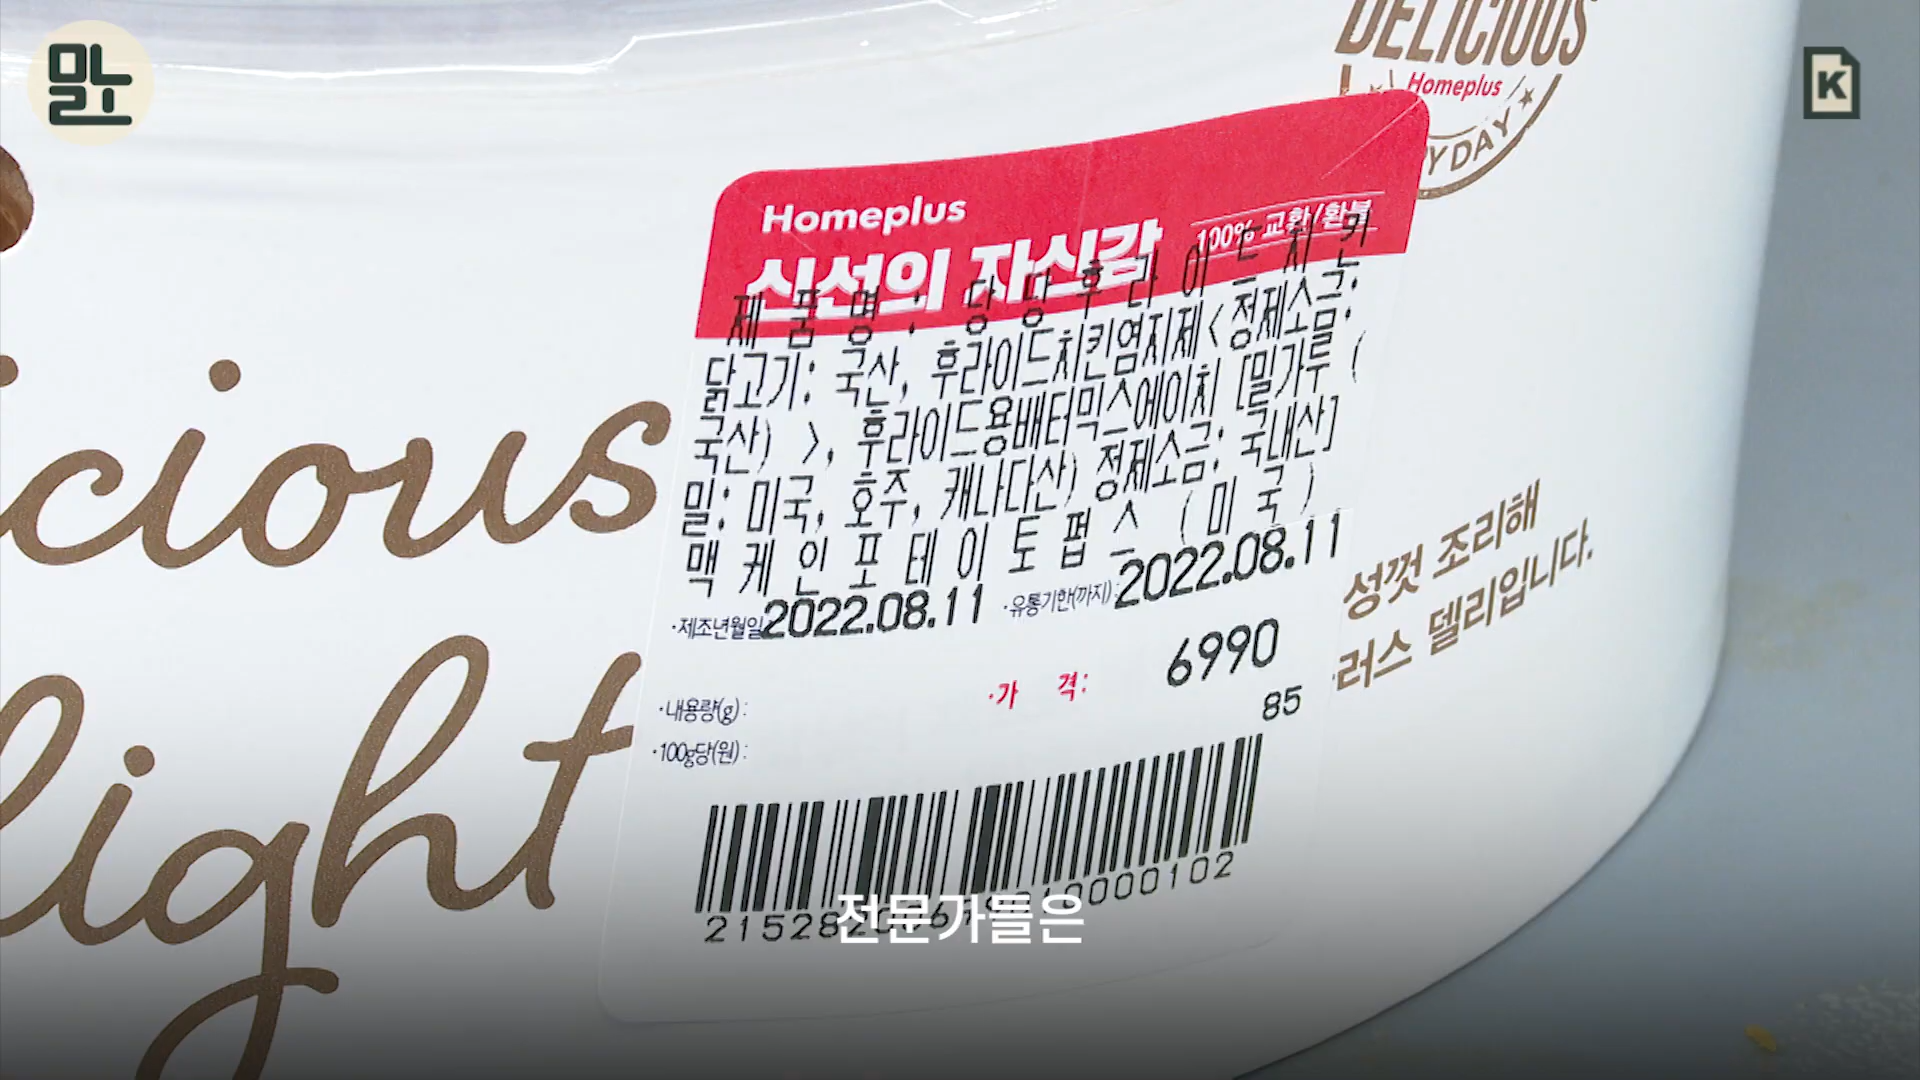 맑소
K
DELICIOUS
Homeplus
YDAY
Homeplus
신선의 자신감
100% 교환/환불
제품명: 당당후라이드치킨
닭고기: 국산, 후라이드치킨염지제<정제소금:
국산) >, 후라이드용배터믹스에이치 [밀가루 (
밀: 미국, 호주, 캐나다산) 정제소금: 국내산]
맥케인포테이토펍스 (미국)
·제조년월일 2022.08.11 ·유통기한(까지): 2022.08.11
·가 격: 6990
·내용량(g): 85
·100g당(원):
cious
light
성껏 조리해
러스 델리입니다.
전문가들은